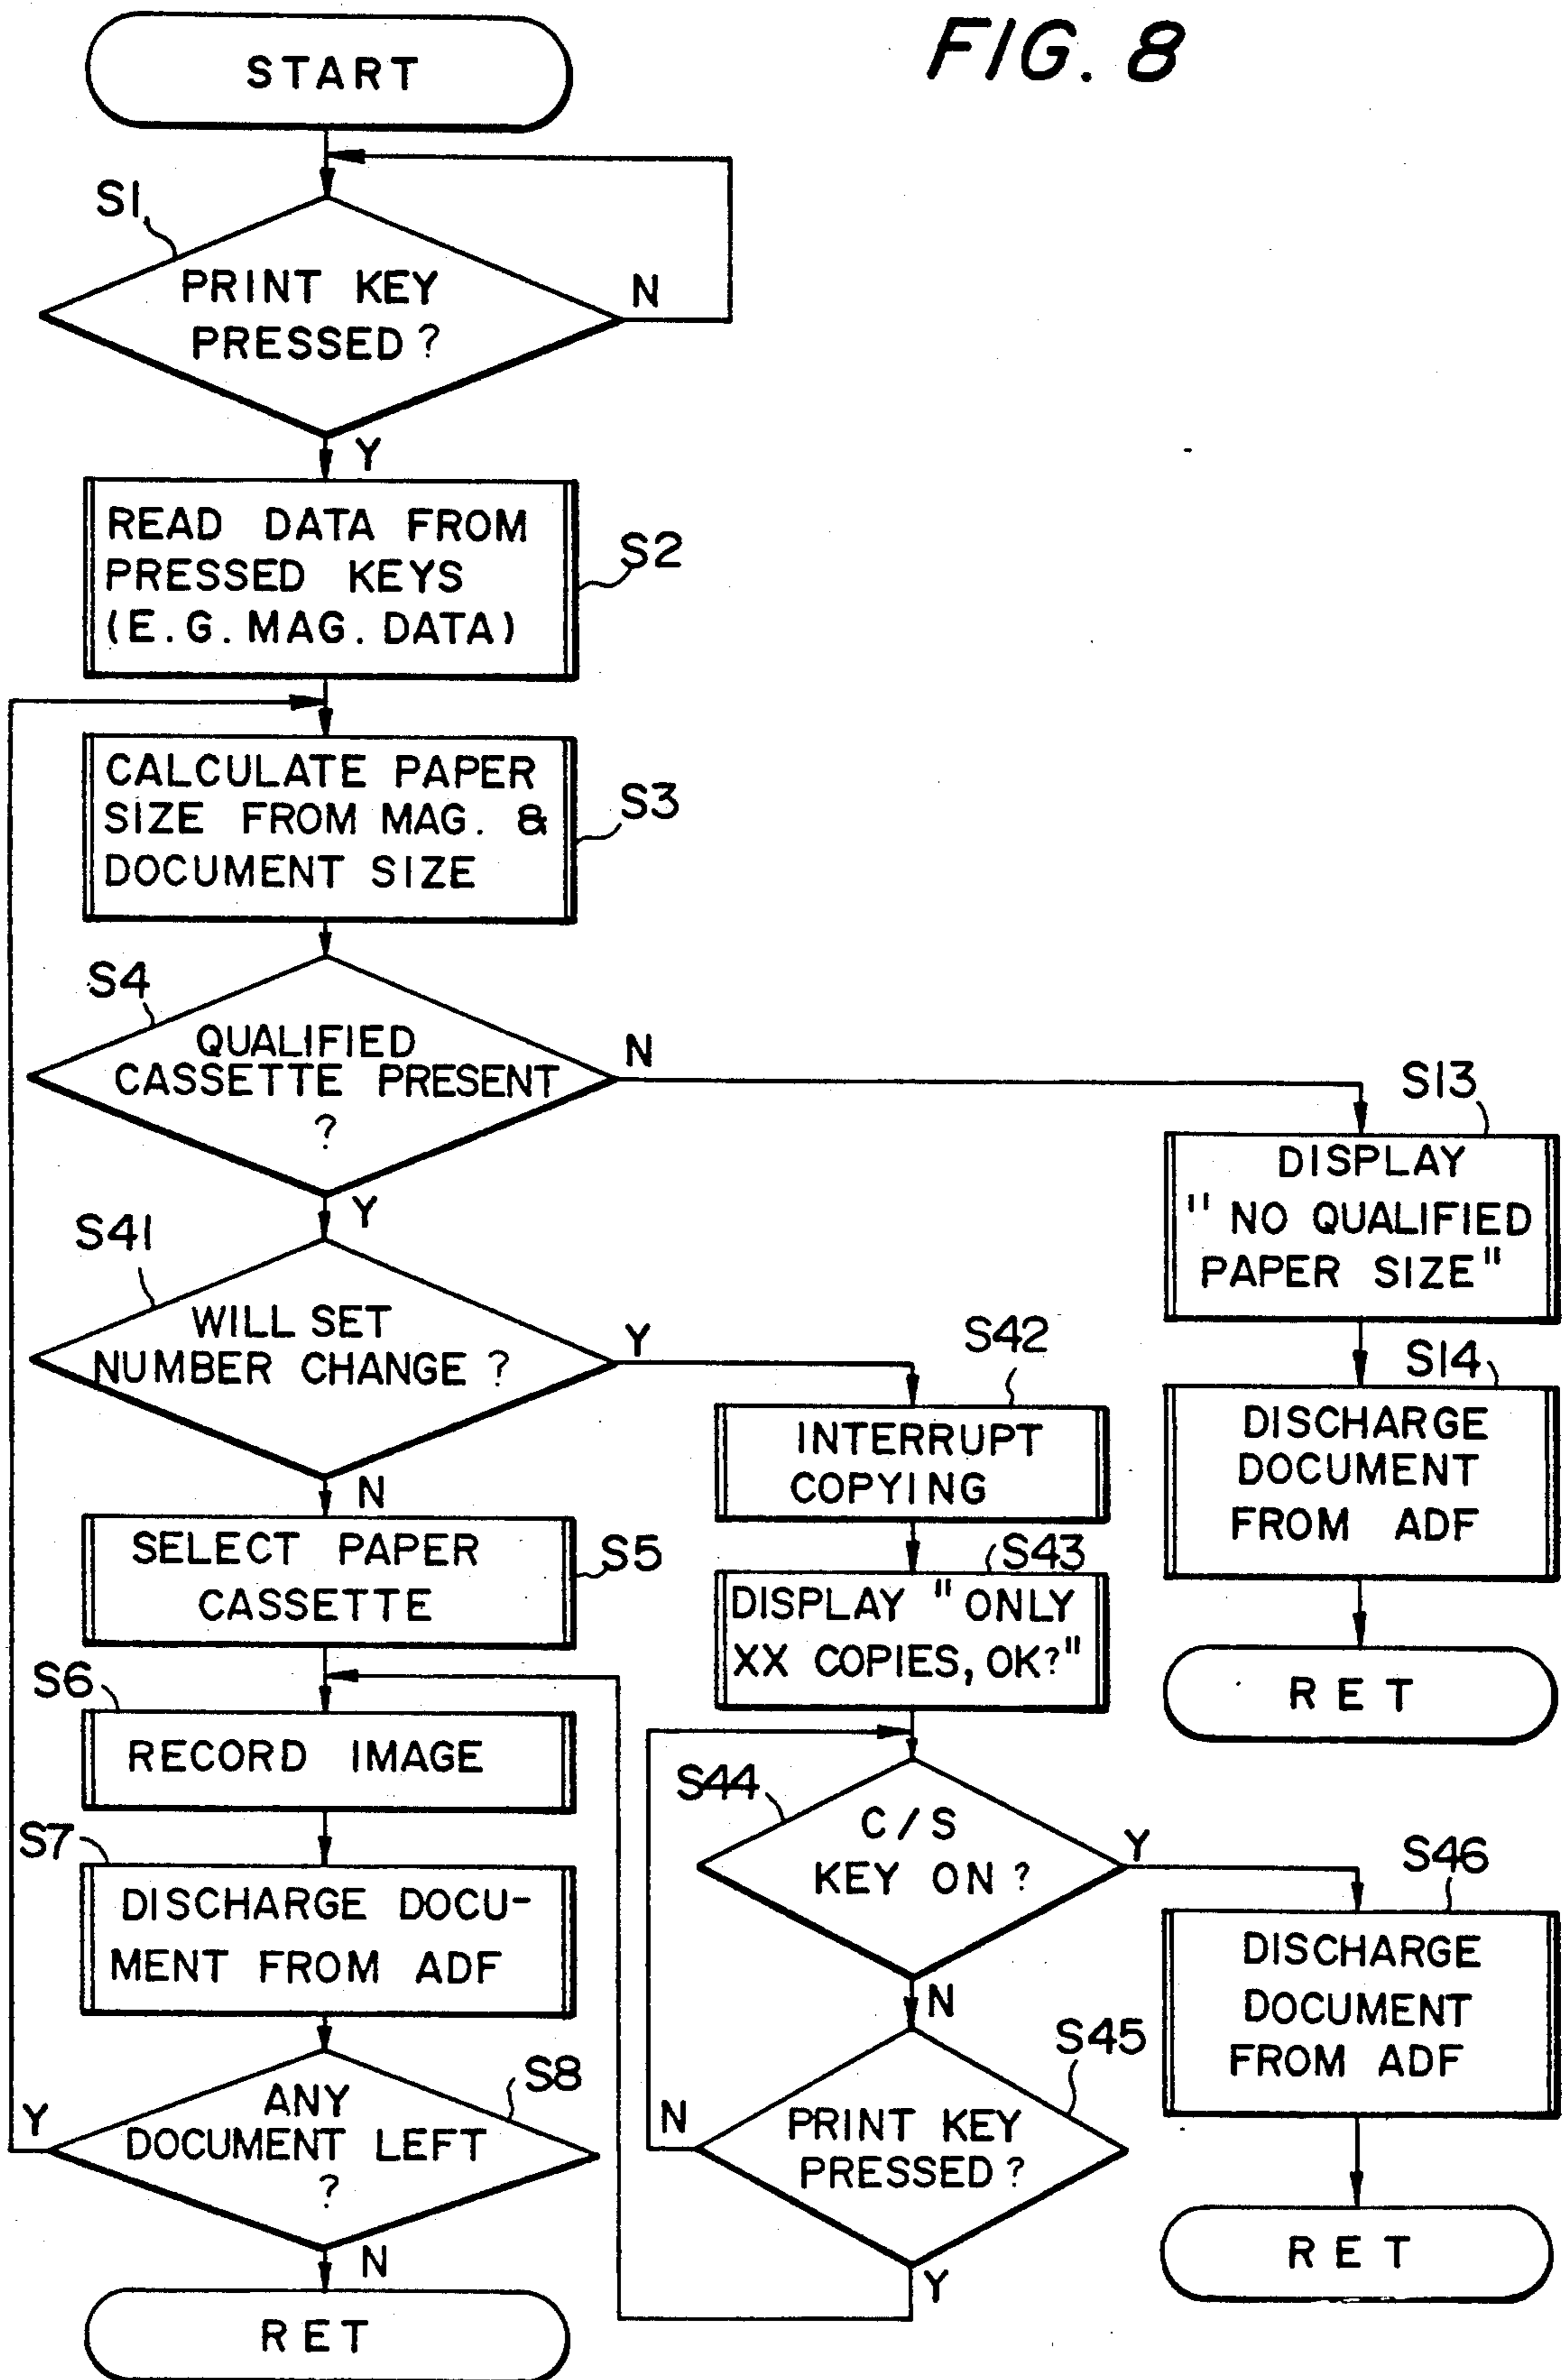 FIG. 8
START
S1
PRINT KEY
PRESSED?
N
Y
READ DATA FROM
PRESSED KEYS
(E.G. MAG. DATA)
S2
CALCULATE PAPER
SIZE FROM MAG. &
DOCUMENT SIZE
S3
S4
QUALIFIED
CASSETTE PRESENT
?
N
Y
S13
DISPLAY
"NO QUALIFIED
PAPER SIZE"
S14
DISCHARGE
DOCUMENT
FROM ADF
RET
S41
WILL SET
NUMBER CHANGE?
Y
N
S42
INTERRUPT
COPYING
S43
DISPLAY "ONLY
XX COPIES, OK?"
SELECT PAPER
CASSETTE
S5
S6
RECORD IMAGE
S7
DISCHARGE DOCU-
MENT FROM ADF
S8
ANY
DOCUMENT LEFT
?
Y
N
RET
S44
C/S
KEY ON?
Y
N
S45
PRINT KEY
PRESSED?
N
Y
S46
DISCHARGE
DOCUMENT
FROM ADF
RET